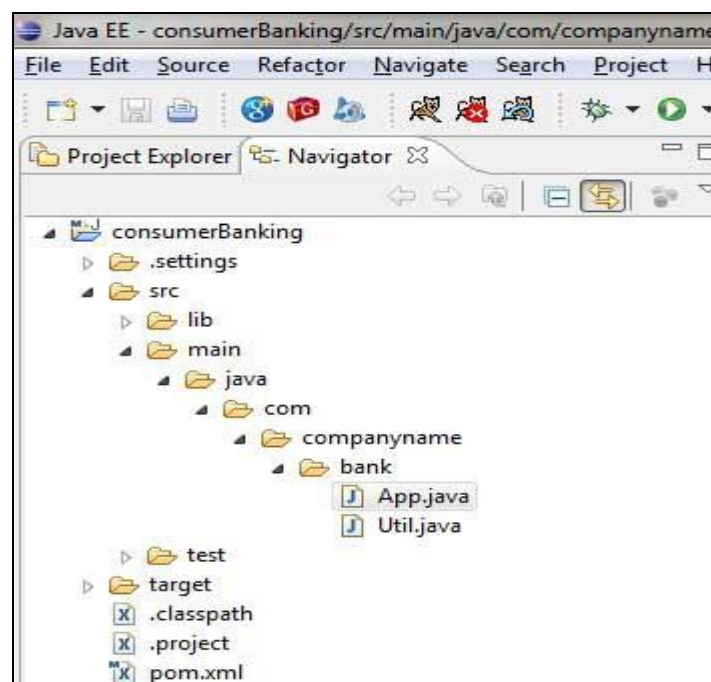 Java EE - consumerBanking/src/main/java/com/companyname
File Edit Source Refactor Navigate Search Project H
Project Explorer Navigator
consumerBanking
.settings
src
lib
main
java
com
companyname
bank
App.java
Util.java
test
target
.classpath
.project
pom.xml